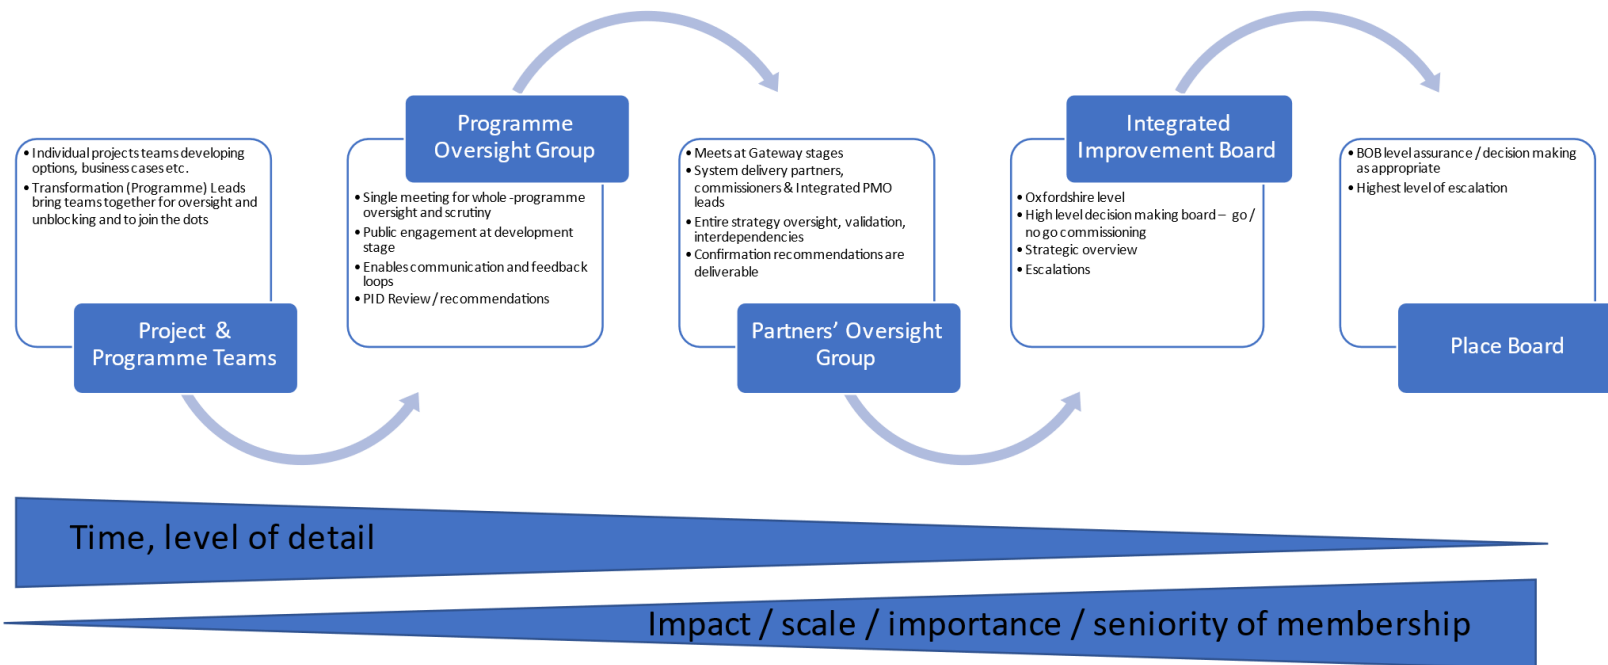 • Individual projects teams developing
options, business cases etc.
• Transformation (Programme) Leads
bring teams together for oversight and
unblocking and to join the dots
Project &
Programme Teams
Programme
Oversight Group
• Single meeting for whole -programme
oversight and scrutiny
• Public engagement at development
stage
• Enables communication and feedback
loops
• PID Review / recommendations
• Meets at Gateway stages
• System delivery partners,
commissioners & Integrated PMO
leads
• Entire strategy oversight, validation,
interdependencies
• Confirmation recommendations are
deliverable
Partners’ Oversight
Group
Integrated
Improvement Board
• Oxfordshire level
• High level decision making board – go /
no go commissioning
• Strategic overview
• Escalations
• BOB level assurance / decision making
as appropriate
• Highest level of escalation
Place Board
Time, level of detail
Impact / scale / importance / seniority of membership